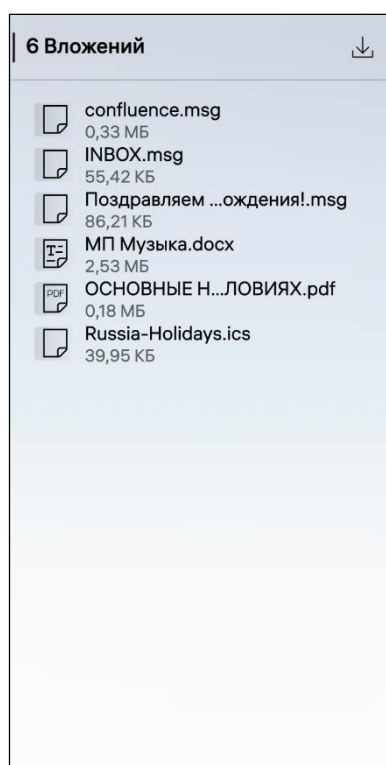 6 Вложений
confluence.msg
0,33 МБ
INBOX.msg
55,42 КБ
Поздравляем ...ождения!.msg
86,21 КБ
МП Музыка.docx
2,53 МБ
PDF
ОСНОВНЫЕ Н...ЛОВИЯХ.pdf
0,18 МБ
Russia-Holidays.ics
39,95 КБ